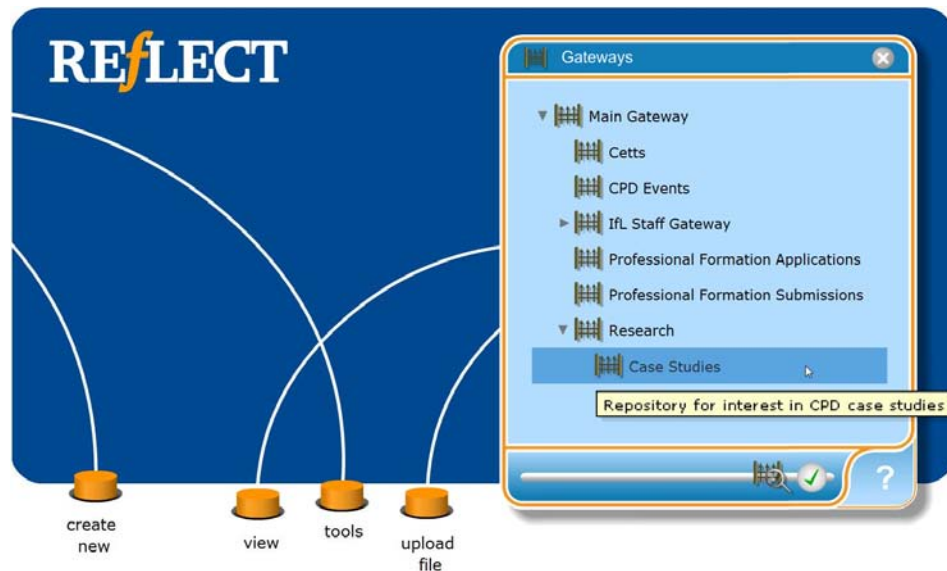 REfLECT
Gateways
Main Gateway
Cetts
CPD Events
IfL Staff Gateway
Professional Formation Applications
Professional Formation Submissions
Research
Case Studies
Repository for interest in CPD case studies
?
create
new
view
tools
upload
file